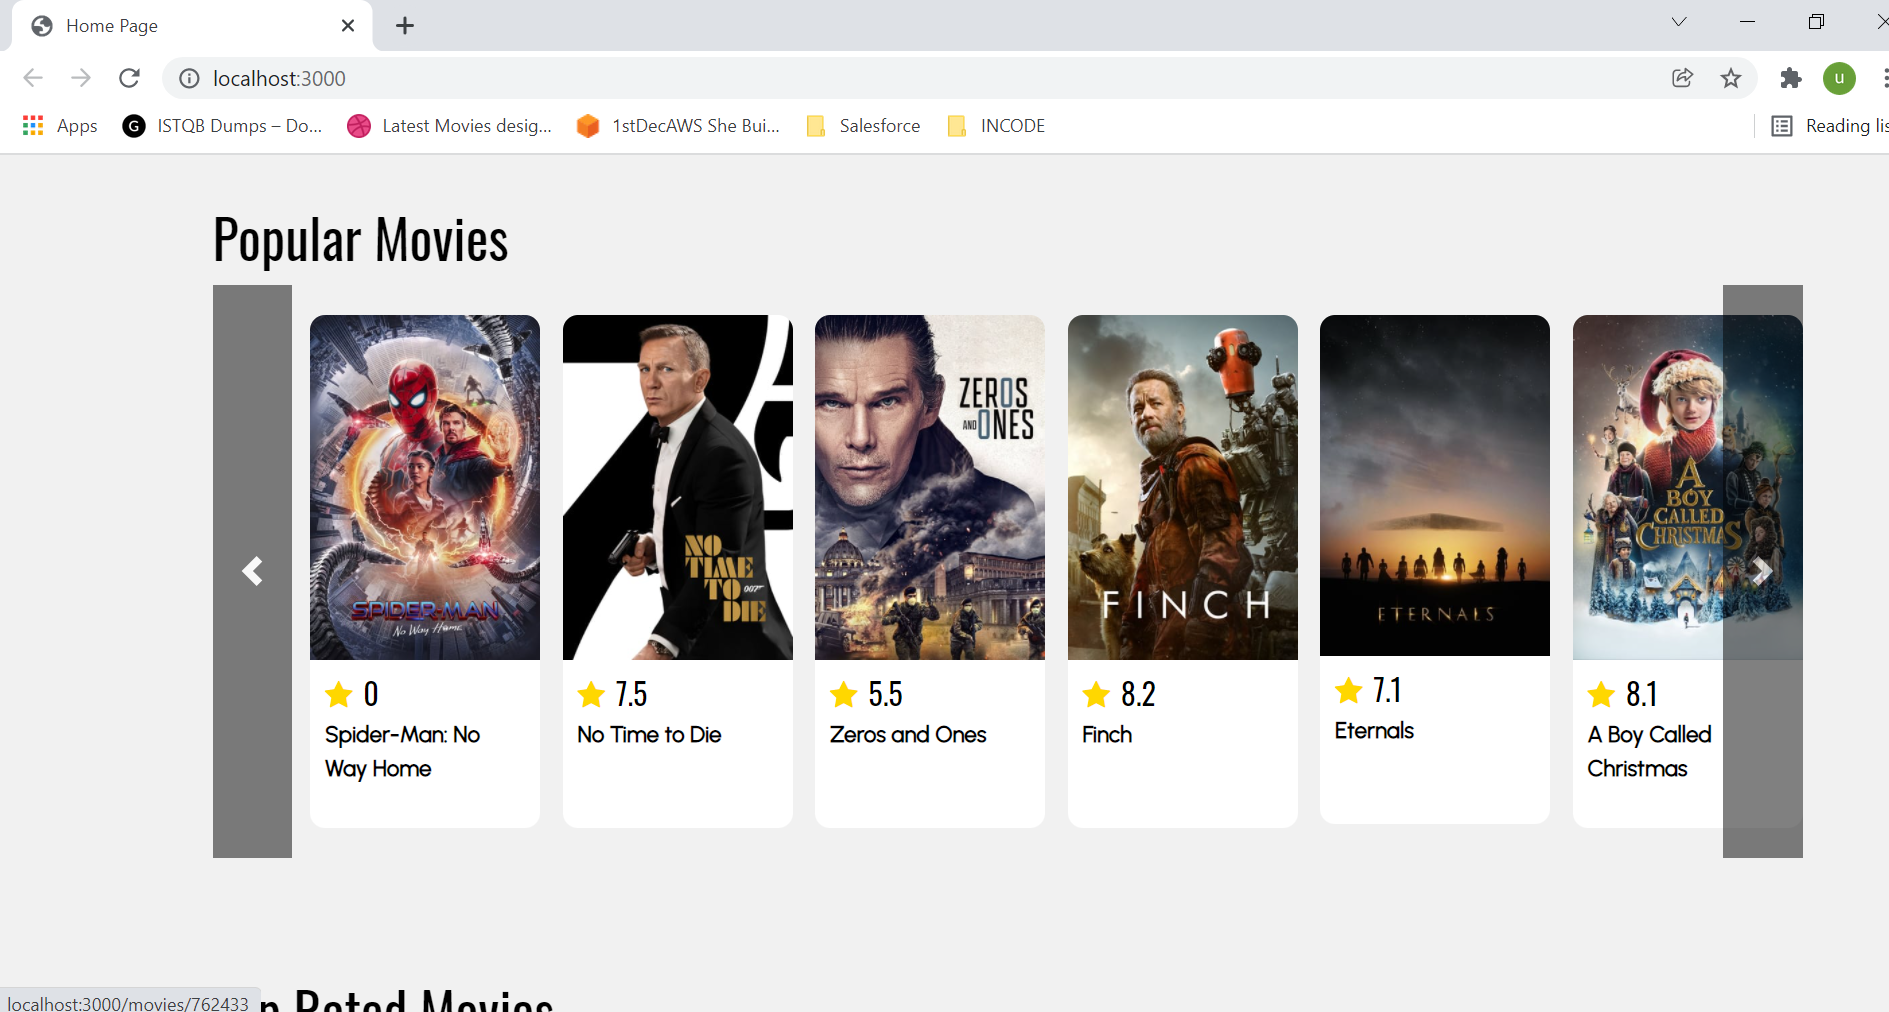 Home Page
localhost:3000
u
Apps
G
ISTQB Dumps – Do...
Latest Movies desig...
1stDecAWS She Bui...
Salesforce
INCODE
Reading lis
Popular Movies
ZEROS
AND ONES
A
BOY
CALLED
CHRISTMAS
NO
TIME
TO 007
DIE
SPIDER-MAN
No Way Home
FINCH
ETERNALS
0
7.5
5.5
8.2
7.1
8.1
Spider-Man: No
Way Home
No Time to Die
Zeros and Ones
Finch
Eternals
A Boy Called
Christmas
localhost:3000/movies/762433
p Rated Movies